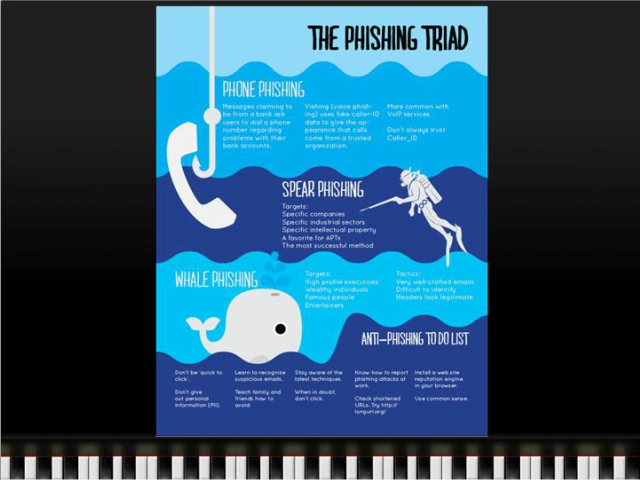 THE PHISHING TRIAD
PHONE PHISHING
Messages claiming to
be from a bank ask
users to dial a phone
number regarding
problems with their
bank accounts.
Vishing (voice phish-
ing) uses fake caller-ID
data to give the ap-
pearance that calls
come from a trusted
organization.
More common with
VoIP services
Don't always trust
Caller_ID
SPEAR PHISHING
Targets:
Specific companies
Specific industrial sectors
Specific intellectual property
A favorite for APTs
The most successful method
WHALE PHISHING
Targets:
High profile executives
Wealthy individuals
Famous people
Entertainers
Tactics:
Very well-crafted emails
Difficult to identify
Headers look legitimate
ANTI-PHISHING TO DO LIST
Don't be 'quick to
click'.
Don't give
out personal
information (PII).
Learn to recognize
suspicious emails.
Teach family and
friends how to
avoid.
Stay aware of the
latest techniques.
When in doubt,
don't click.
Know how to report
phishing attacks at
work.
Check shortened
URLs: Try http://
longurl.org/
Install a web site
reputation engine
in your browser.
Use common sense.